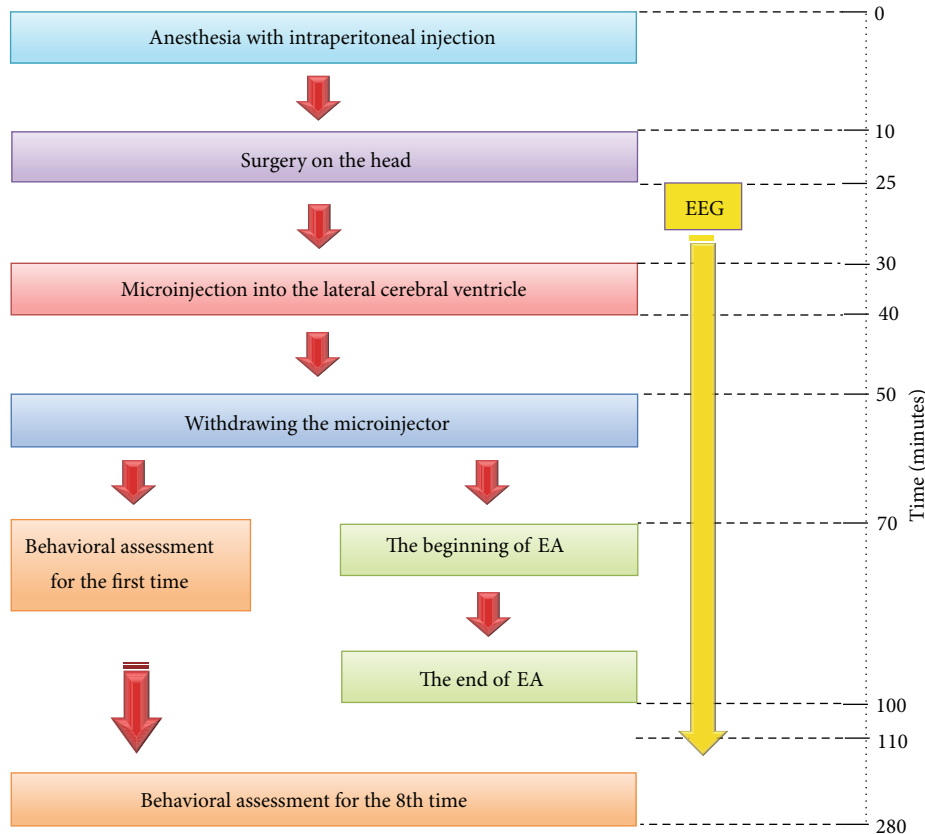 Anesthesia with intraperitoneal injection
0
10
Surgery on the head
25
EEG
30
Microinjection into the lateral cerebral ventricle
40
50
Withdrawing the microinjector
70
Behavioral assessment
for the first time
The beginning of EA
The end of EA
100
110
Behavioral assessment for the 8th time
280
Time (minutes)